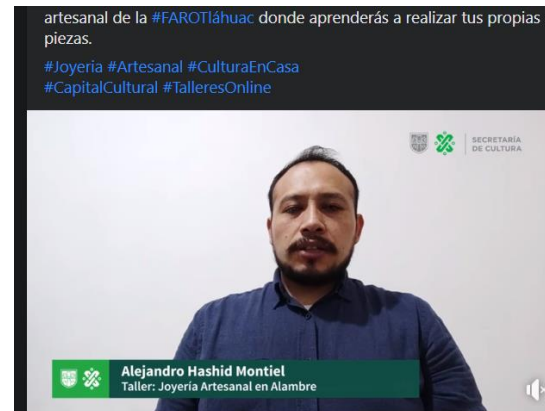 artesanal de la #FAROTláhuac donde aprenderás a realizar tus propias
piezas.
#Joyeria #Artesanal #CulturaEnCasa
#CapitalCultural #TalleresOnline
SECRETARÍA
DE CULTURA
Alejandro Hashid Montiel
Taller: Joyería Artesanal en Alambre